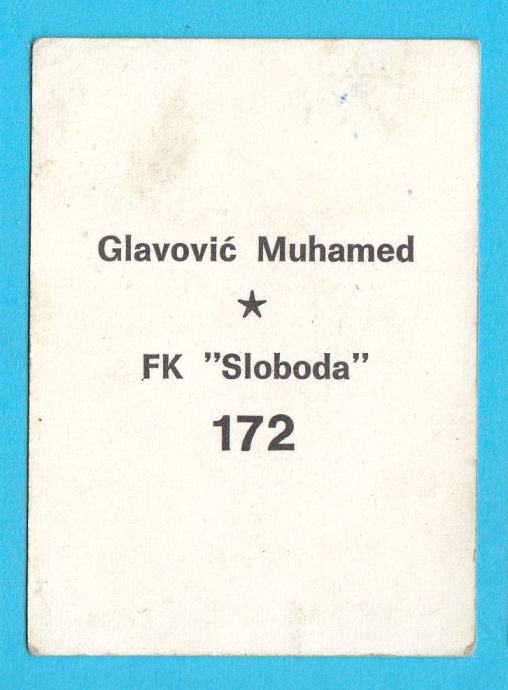 Glavović Muhamed
★
FK ”Sloboda”
172